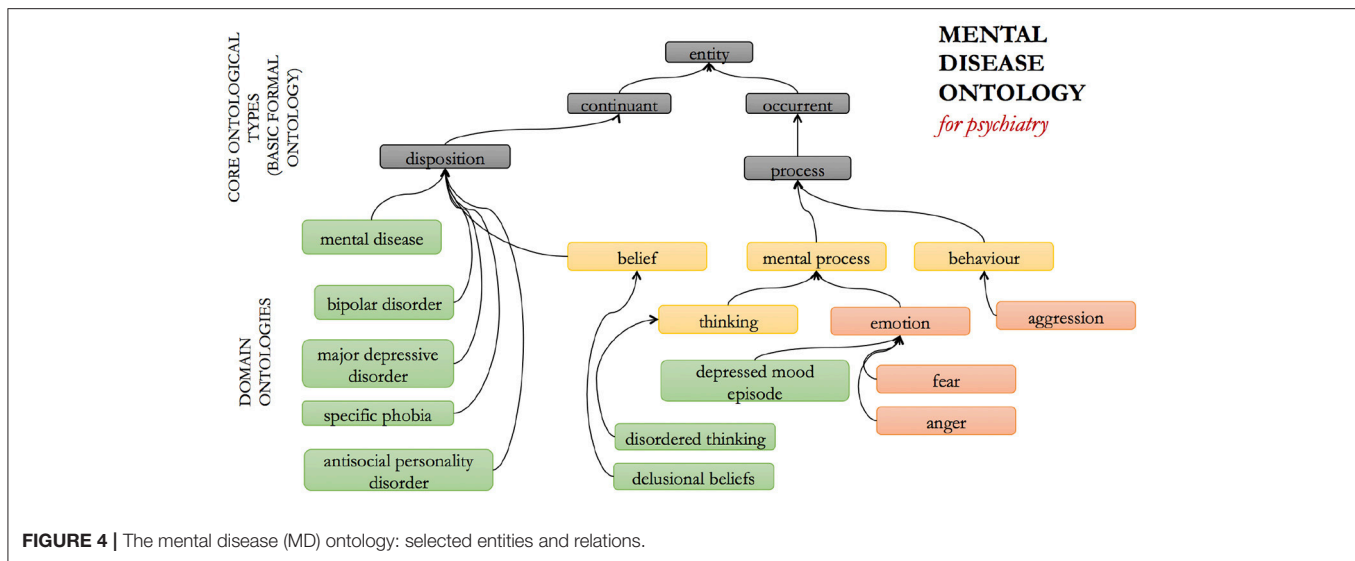 MENTAL
DISEASE
ONTOLOGY
for psychiatry
CORE ONTOLOGICAL
TYPES
(BASIC FORMAL
ONTOLOGY)
entity
continuant
occurrent
disposition
process
DOMAIN
ONTOLOGIES
mental disease
belief
mental process
behaviour
bipolar disorder
thinking
emotion
aggression
major depressive
disorder
depressed mood
episode
fear
specific phobia
anger
disordered thinking
antisocial personality
disorder
delusional beliefs
FIGURE 4 | The mental disease (MD) ontology: selected entities and relations.